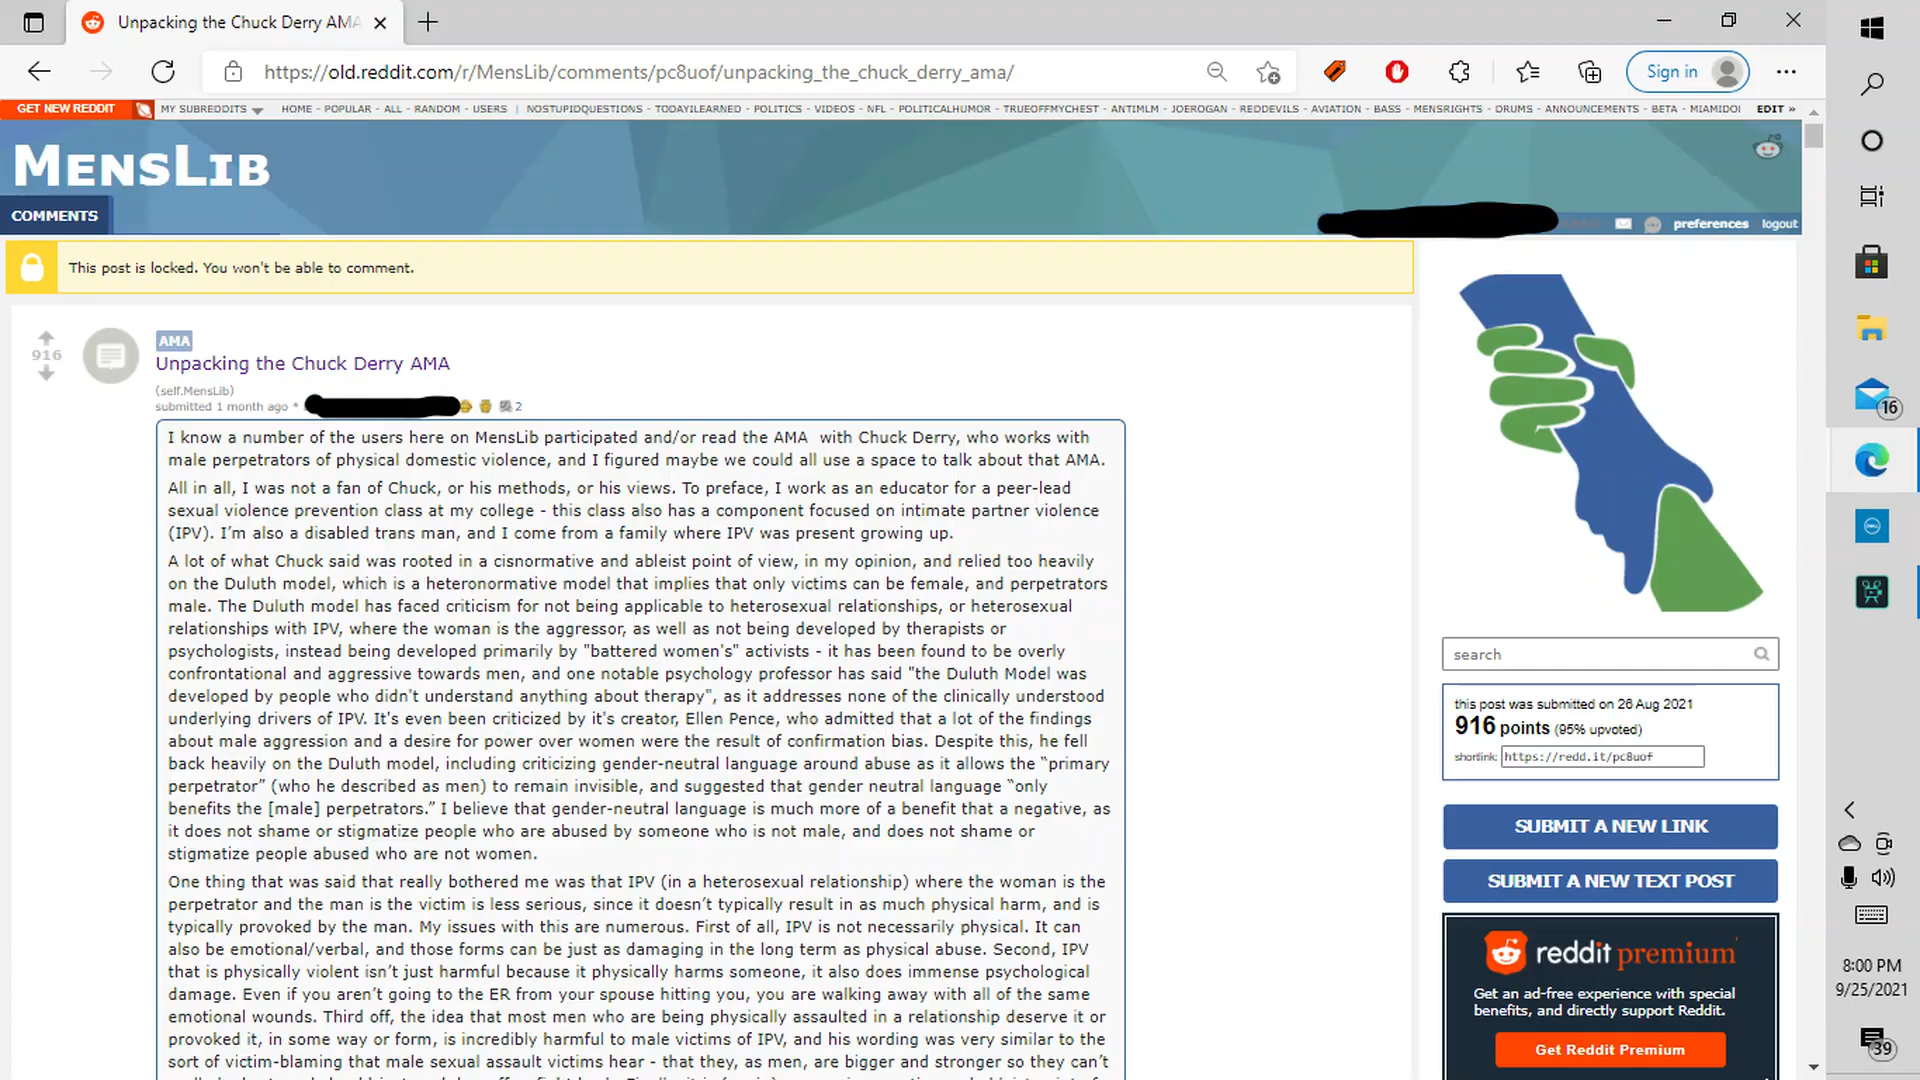 Unpacking the Chuck Derry AMA
https://old.reddit.com/r/MensLib/comments/pc8uof/unpacking_the_chuck_derry_ama/
Sign in
GET NEW REDDIT MY SUBREDDITS HOME - POPULAR - ALL - RANDOM - USERS | NOSTUPIDQUESTIONS - TODAYILEARNED - POLITICS - VIDEOS - NFL - POLITICALHUMOR - TRUEOFFMYCHEST - ANTIMLM - JOEROGAN - REDDEVILS - AVIATION - BASS - MENSRIGHTS - DRUMS - ANNOUNCEMENTS - BETA - MIAMIDOL EDIT »
MENSLIB
COMMENTS
preferences logout
This post is locked. You won't be able to comment.
916
AMA
Unpacking the Chuck Derry AMA
(self.MensLib)
submitted 1 month ago *
2
I know a number of the users here on MensLib participated and/or read the AMA with Chuck Derry, who works with
male perpetrators of physical domestic violence, and I figured maybe we could all use a space to talk about that AMA.
All in all, I was not a fan of Chuck, or his methods, or his views. To preface, I work as an educator for a peer-lead
sexual violence prevention class at my college - this class also has a component focused on intimate partner violence
(IPV). I'm also a disabled trans man, and I come from a family where IPV was present growing up.
A lot of what Chuck said was rooted in a cisnormative and ableist point of view, in my opinion, and relied too heavily
on the Duluth model, which is a heteronormative model that implies that only victims can be female, and perpetrators
male. The Duluth model has faced criticism for not being applicable to heterosexual relationships, or heterosexual
relationships with IPV, where the woman is the aggressor, as well as not being developed by therapists or
psychologists, instead being developed primarily by "battered women's" activists - it has been found to be overly
confrontational and aggressive towards men, and one notable psychology professor has said "the Duluth Model was
developed by people who didn't understand anything about therapy", as it addresses none of the clinically understood
underlying drivers of IPV. It's even been criticized by it's creator, Ellen Pence, who admitted that a lot of the findings
about male aggression and a desire for power over women were the result of confirmation bias. Despite this, he fell
back heavily on the Duluth model, including criticizing gender-neutral language around abuse as it allows the “primary
perpetrator” (who he described as men) to remain invisible, and suggested that gender neutral language “only
benefits the [male] perpetrators.” I believe that gender-neutral language is much more of a benefit that a negative, as
it does not shame or stigmatize people who are abused by someone who is not male, and does not shame or
stigmatize people abused who are not women.
One thing that was said that really bothered me was that IPV (in a heterosexual relationship) where the woman is the
perpetrator and the man is the victim is less serious, since it doesn't typically result in as much physical harm, and is
typically provoked by the man. My issues with this are numerous. First of all, IPV is not necessarily physical. It can
also be emotional/verbal, and those forms can be just as damaging in the long term as physical abuse. Second, IPV
that is physically violent isn't just harmful because it physically harms someone, it also does immense psychological
damage. Even if you aren't going to the ER from your spouse hitting you, you are walking away with all of the same
emotional wounds. Third off, the idea that most men who are being physically assaulted in a relationship deserve it or
provoked it, in some way or form, is incredibly harmful to male victims of IPV, and his wording was very similar to the
sort of victim-blaming that male sexual assault victims hear - that they, as men, are bigger and stronger so they can't
search
this post was submitted on 26 Aug 2021
916 points (95% upvoted)
shortlink: https://redd.it/pc8uof
SUBMIT A NEW LINK
SUBMIT A NEW TEXT POST
reddit premium
Get an ad-free experience with special
benefits, and directly support Reddit.
Get Reddit Premium
16
DELL
8:00 PM
9/25/2021
39